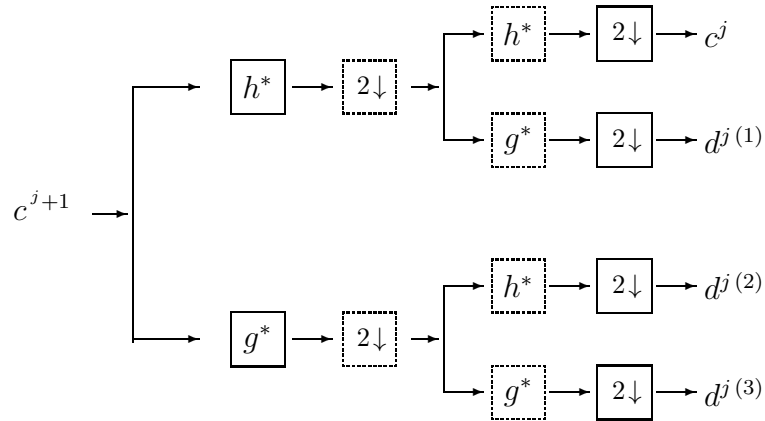 h* 2↓ c^j
h* 2↓
g* 2↓ d^{j (1)}
c^{j+1}
h* 2↓ d^{j (2)}
g* 2↓
g* 2↓ d^{j (3)}